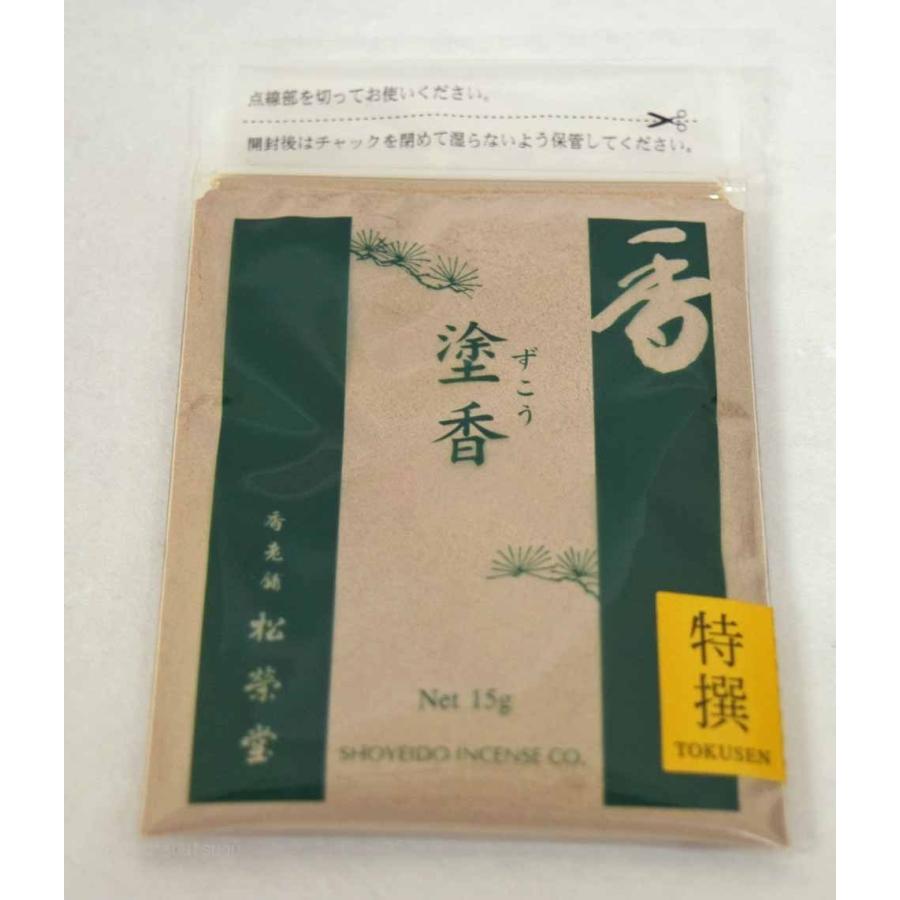 点線部を切ってお使いください。
開封後はチャックを閉めて湿らないよう保管してください。
香
塗香
ずこう
香老舗 松榮堂
Net 15g
SHOYEIDO INCENSE CO.
特撰
TOKUSEN